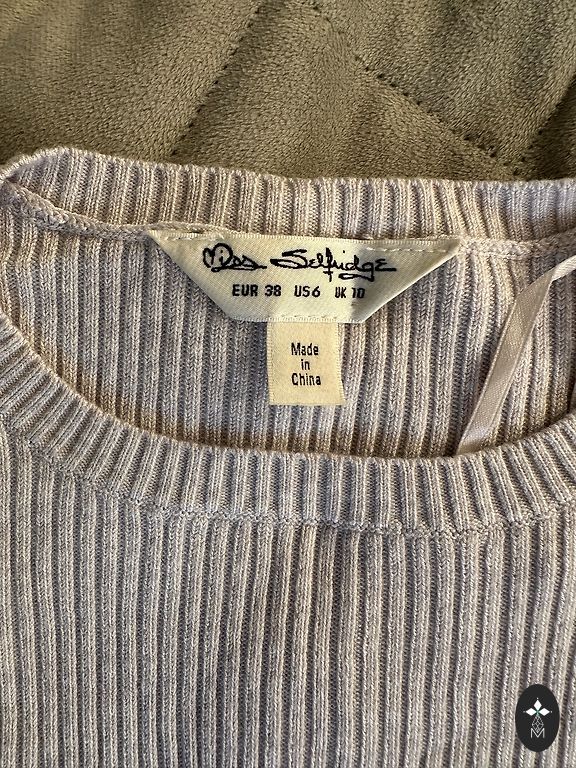 Miss Selfridge
EUR 38 US6 UK 10
Made
in
China
M